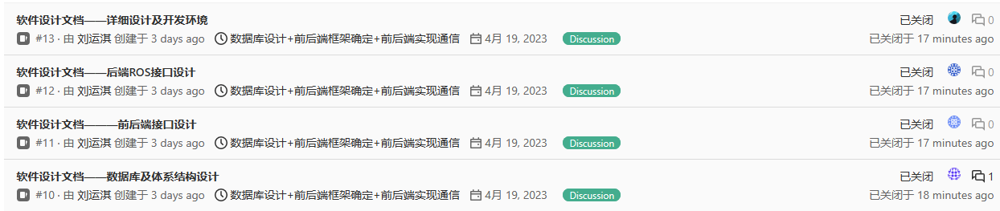 软件设计文档——详细设计及开发环境 已关闭 0
#13 · 由 刘运淇 创建于 3 days ago 数据库设计+前后端框架确定+前后端实现通信 4月 19, 2023 Discussion 已关闭于 17 minutes ago
软件设计文档——后端ROS接口设计 已关闭 0
#12 · 由 刘运淇 创建于 3 days ago 数据库设计+前后端框架确定+前后端实现通信 4月 19, 2023 Discussion 已关闭于 17 minutes ago
软件设计文档———前后端接口设计 已关闭 0
#11 · 由 刘运淇 创建于 3 days ago 数据库设计+前后端框架确定+前后端实现通信 4月 19, 2023 Discussion 已关闭于 17 minutes ago
软件设计文档——数据库及体系结构设计 已关闭 1
#10 · 由 刘运淇 创建于 3 days ago 数据库设计+前后端框架确定+前后端实现通信 4月 19, 2023 Discussion 已关闭于 18 minutes ago